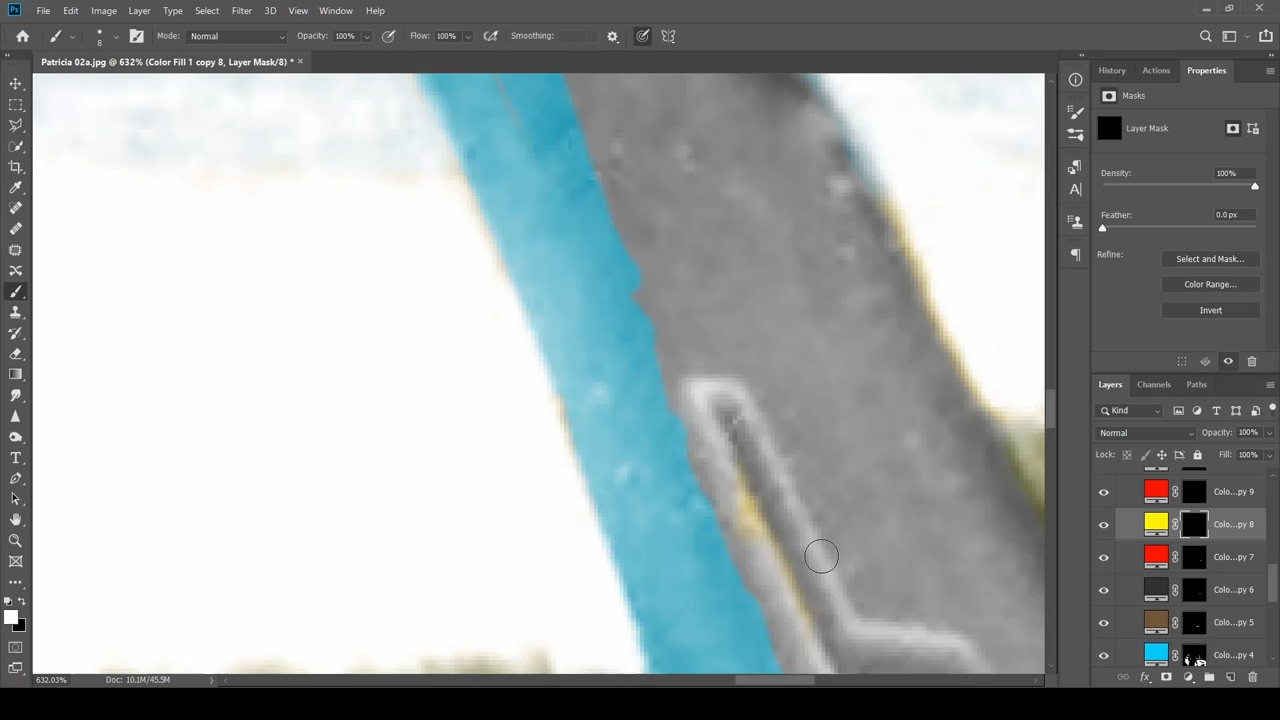 Ps File Edit Image Layer Type Select Filter 3D View Window Help
8 Mode: Normal Opacity: 100% Flow: 100% Smoothing:
Patricia 02a.jpg @ 632% (Color Fill 1 copy 8, Layer Mask/8) * ×
History Actions Properties
Masks
Layer Mask
Density: 100%
Feather: 0.0 px
Refine: Select and Mask...
Color Range...
Invert
Layers Channels Paths
Kind
Normal Opacity: 100%
Lock: Fill: 100%
Colo...py 9
Colo...py 8
Colo...py 7
Colo...py 6
Colo...py 5
Colo...py 4
632.03% Doc: 10.1M/45.5M